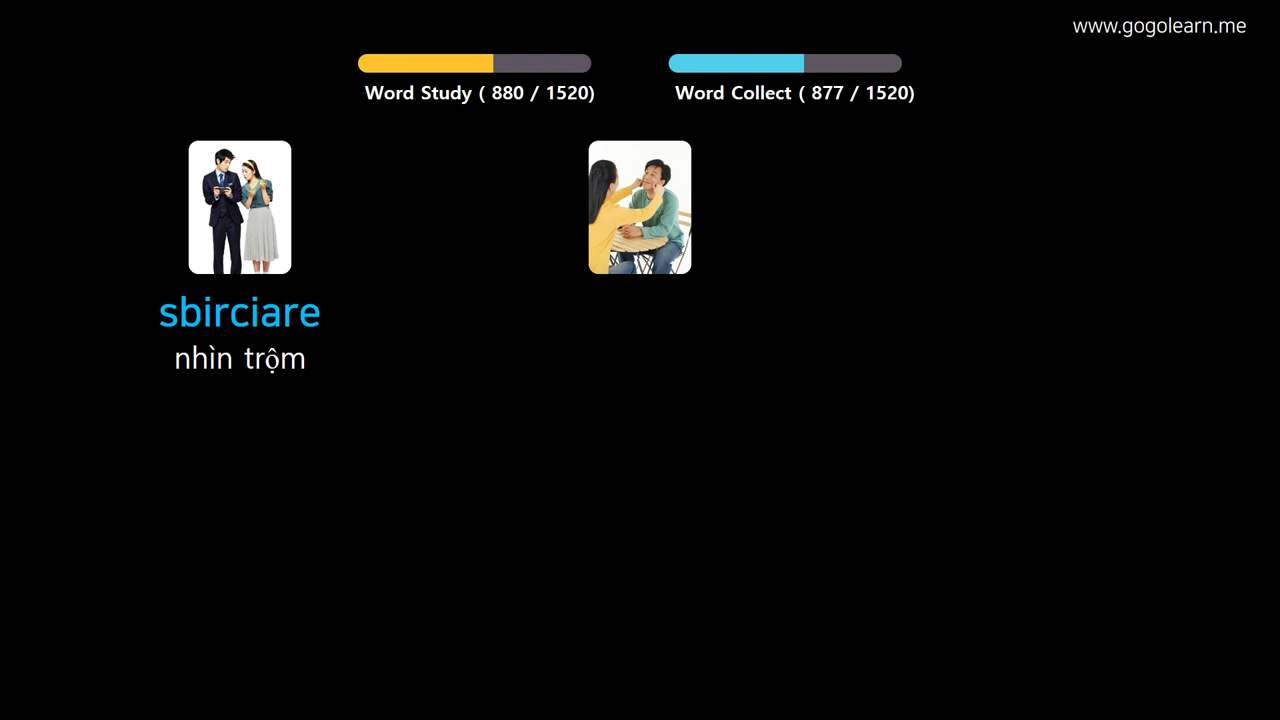 www.gogolearn.me
Word Study ( 880 / 1520)
Word Collect ( 877 / 1520)
sbirciare
nhìn trộm